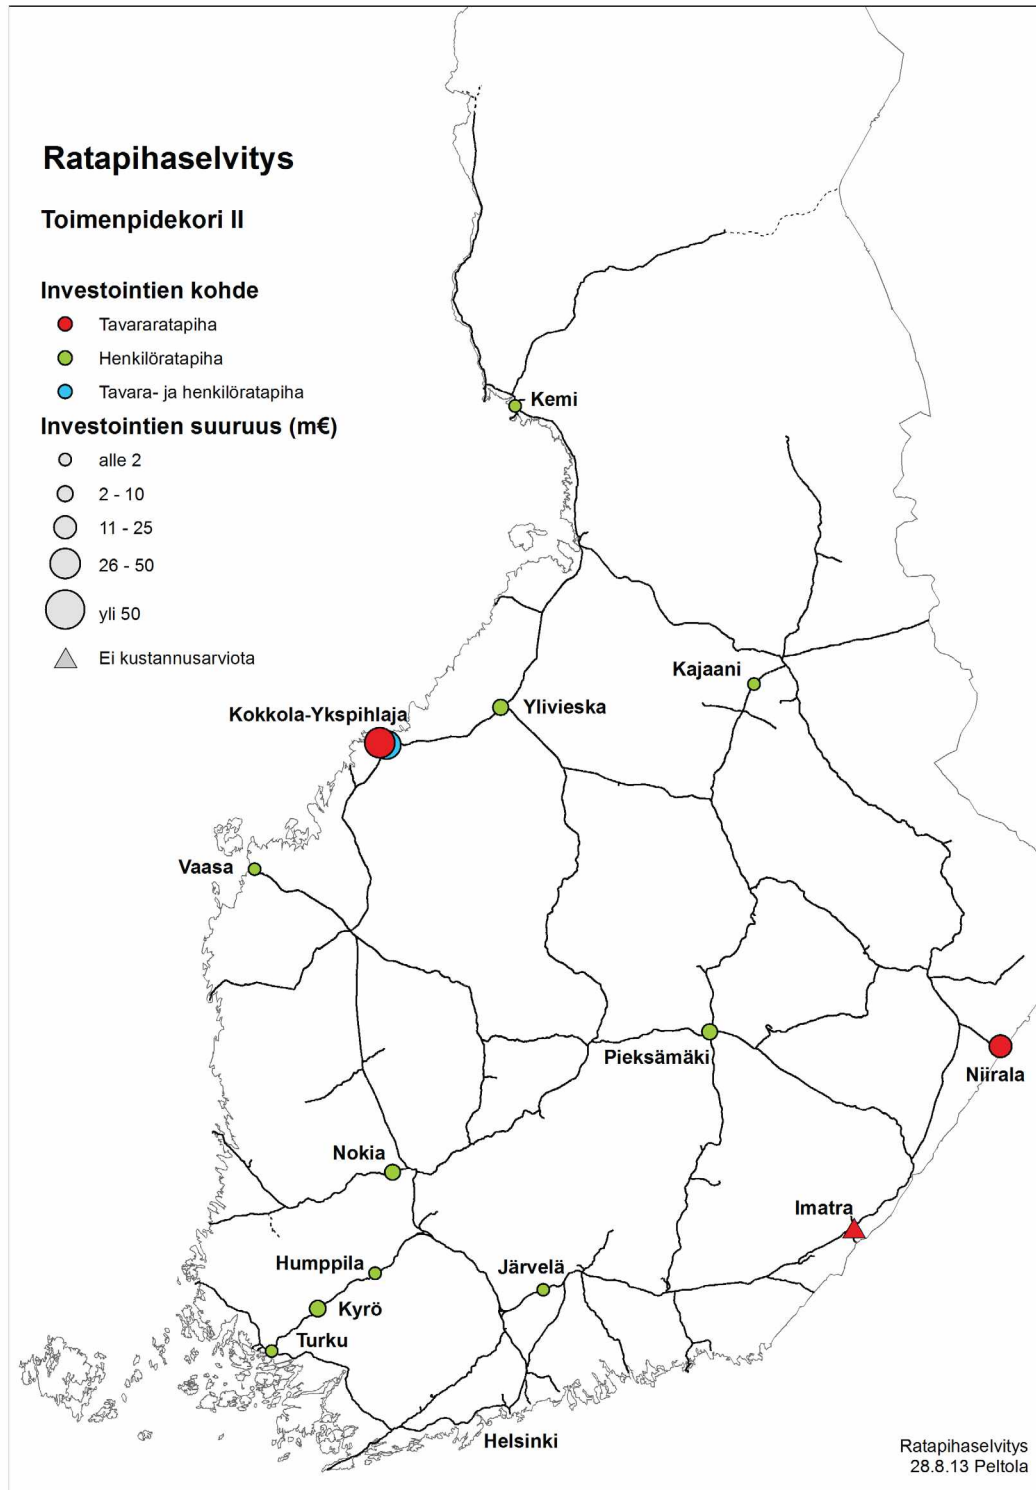 Ratapihaselvitys
Toimenpidekori II
Investointien kohde
Tavararatapiha
Henkilöratapiha
Tavara- ja henkilöratapiha
Investointien suuruus (m€)
alle 2
2 - 10
11 - 25
26 - 50
yli 50
Ei kustannusarviota
Kemi
Kajaani
Ylivieska
Kokkola-Ykspihlaja
Vaasa
Pieksämäki
Niirala
Nokia
Imatra
Humppila
Järvelä
Kyrö
Turku
Helsinki
Ratapihaselvitys
28.8.13 Peltola